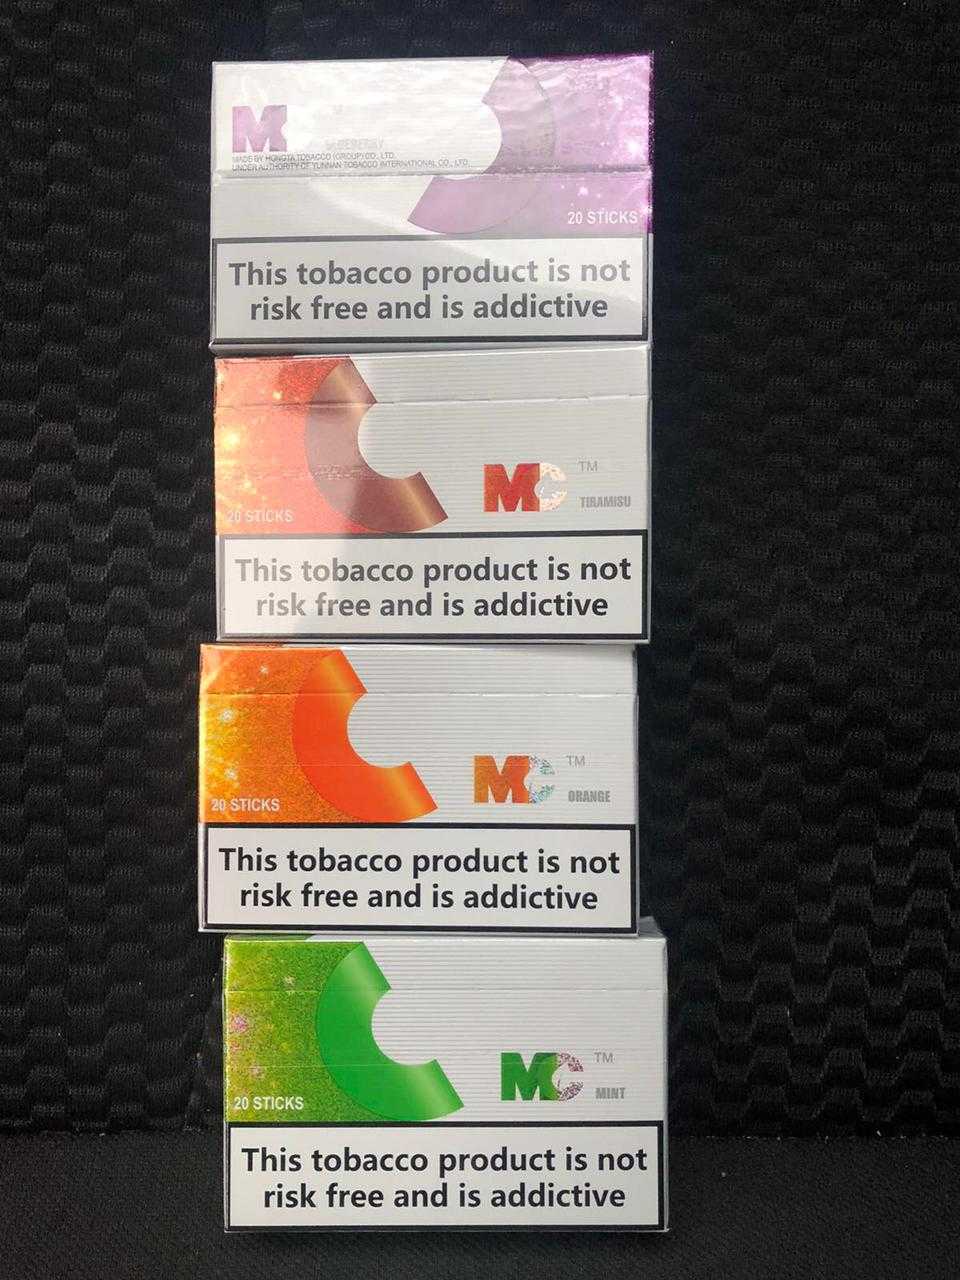 MC
BLUEBERRY
MADE BY HONGTA TOBACCO (GROUP) CO., LTD.
UNDER AUTHORITY OF YUNNAN TOBACCO INTERNATIONAL CO., LTD.
20 STICKS
This tobacco product is not
risk free and is addictive
MC TM
TIRAMISU
20 STICKS
This tobacco product is not
risk free and is addictive
MC TM
ORANGE
20 STICKS
This tobacco product is not
risk free and is addictive
MC TM
MINT
20 STICKS
This tobacco product is not
risk free and is addictive